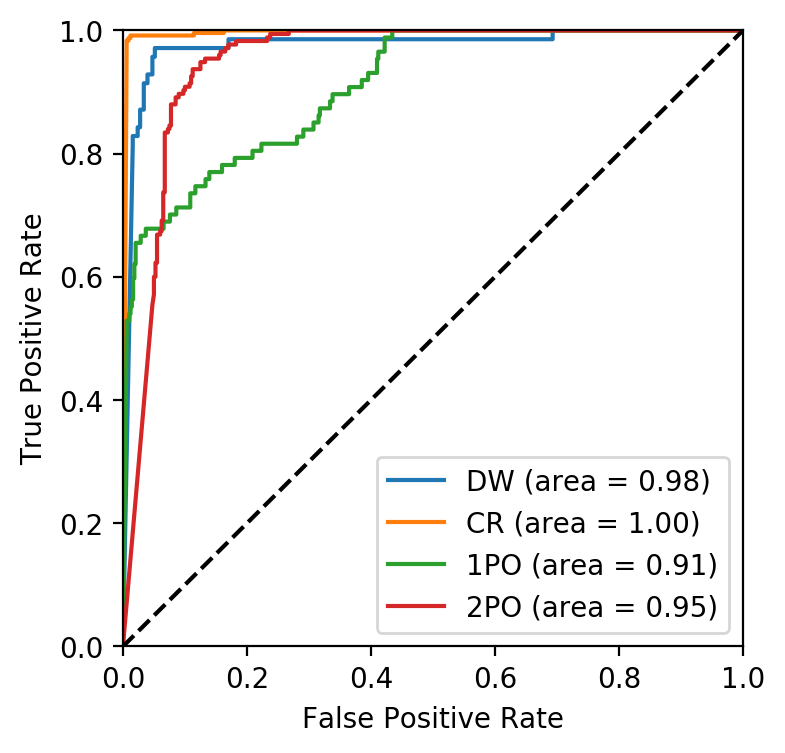 1.0
0.8
0.6
0.4
0.2
0.0
True Positive Rate
DW (area = 0.98)
CR (area = 1.00)
1PO (area = 0.91)
2PO (area = 0.95)
0.0 0.2 0.4 0.6 0.8 1.0
False Positive Rate